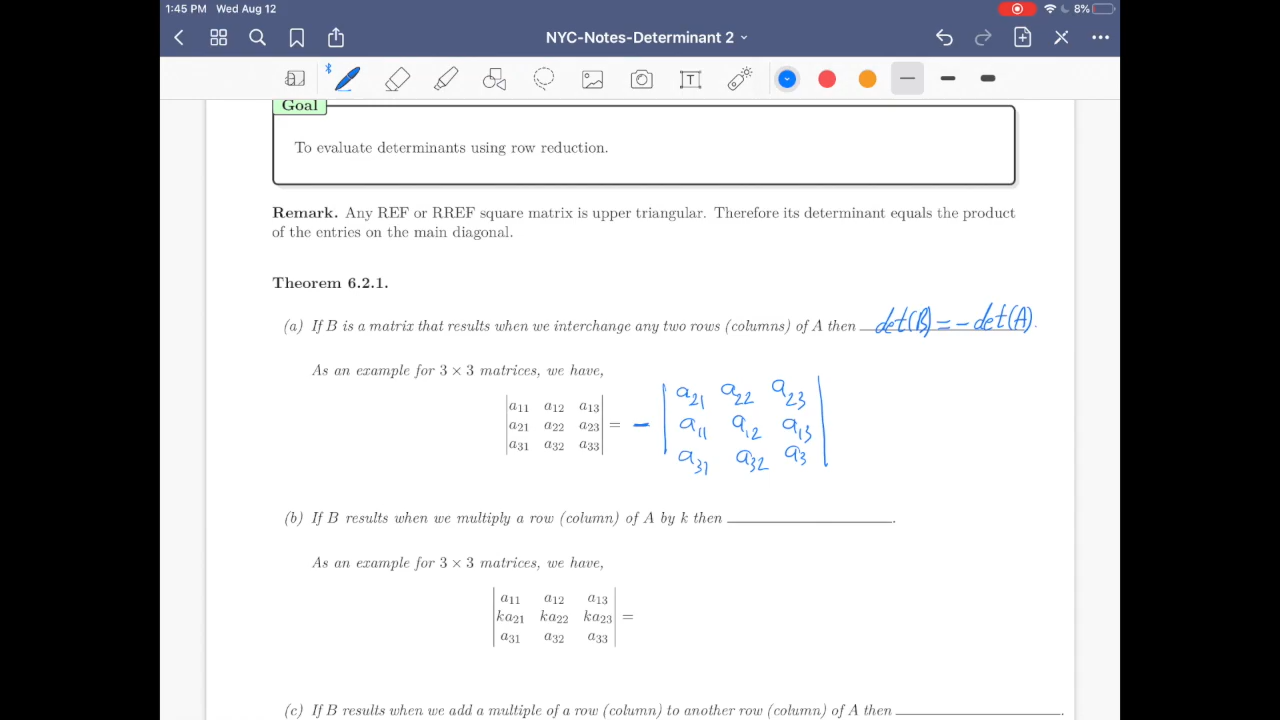 1:45 PM Wed Aug 12
8%
NYC-Notes-Determinant 2
T
Goal
To evaluate determinants using row reduction.
Remark. Any REF or RREF square matrix is upper triangular. Therefore its determinant equals the product
of the entries on the main diagonal.
Theorem 6.2.1.
(a) If B is a matrix that results when we interchange any two rows (columns) of A then det(B) = -det(A).
As an example for 3 × 3 matrices, we have,
|a₁₁ a₁₂ a₁₃| |a₂₁ a₂₂ a₂₃|
|a₂₁ a₂₂ a₂₃| = - |a₁₁ a₁₂ a₁₃|
|a₃₁ a₃₂ a₃₃| |a₃₁ a₃₂ a₃|
(b) If B results when we multiply a row (column) of A by k then ________.
As an example for 3 × 3 matrices, we have,
|a₁₁ a₁₂ a₁₃|
|ka₂₁ ka₂₂ ka₂₃| =
|a₃₁ a₃₂ a₃₃|
(c) If B results when we add a multiple of a row (column) to another row (column) of A then ________.